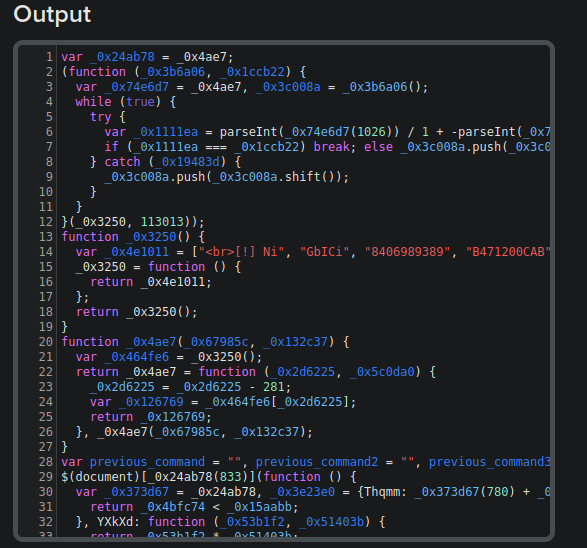 Output
1 var _0x24ab78 = _0x4ae7;
2 (function (_0x3b6a06, _0x1ccb22) {
3 var _0x74e6d7 = _0x4ae7, _0x3c008a = _0x3b6a06();
4 while (true) {
5 try {
6 var _0x1111ea = parseInt(_0x74e6d7(1026)) / 1 + -parseInt(_0x7
7 if (_0x1111ea === _0x1ccb22) break; else _0x3c008a.push(_0x3c0
8 } catch (_0x19483d) {
9 _0x3c008a.push(_0x3c008a.shift());
10 }
11 }
12 }(_0x3250, 113013));
13 function _0x3250() {
14 var _0x4e1011 = ["<br>[!] Ni", "GbICi", "8406989389", "B471200CAB"
15 _0x3250 = function () {
16 return _0x4e1011;
17 };
18 return _0x3250();
19 }
20 function _0x4ae7(_0x67985c, _0x132c37) {
21 var _0x464fe6 = _0x3250();
22 return _0x4ae7 = function (_0x2d6225, _0x5c0da0) {
23 _0x2d6225 = _0x2d6225 - 281;
24 var _0x126769 = _0x464fe6[_0x2d6225];
25 return _0x126769;
26 }, _0x4ae7(_0x67985c, _0x132c37);
27 }
28 var previous_command = "", previous_command2 = "", previous_command3
29 $(document)[_0x24ab78(833)](function () {
30 var _0x373d67 = _0x24ab78, _0x3e23e0 = {Thqmm: _0x373d67(780) + _0
31 return _0x4bfc74 < _0x15aabb;
32 }, YXkXd: function (_0x53b1f2, _0x51403b) {
33 return _0x53b1f2 * _0x51403b;